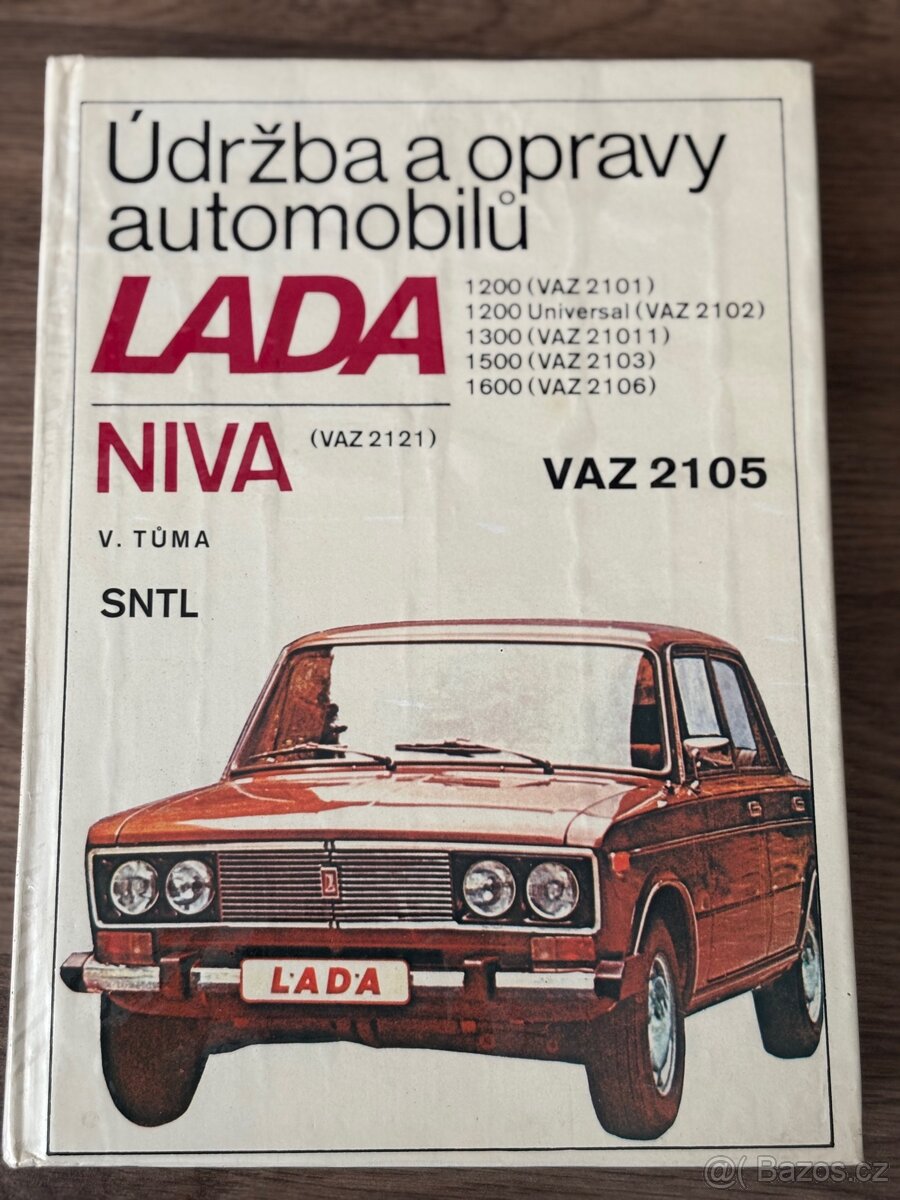 Údržba a opravy
automobilů
LADA
1200 (VAZ 2101)
1200 Universal (VAZ 2102)
1300 (VAZ 21011)
1500 (VAZ 2103)
1600 (VAZ 2106)
NIVA (VAZ 2121)
VAZ 2105
V. TŮMA
SNTL
L·A·D·A
@( Bazos.cz